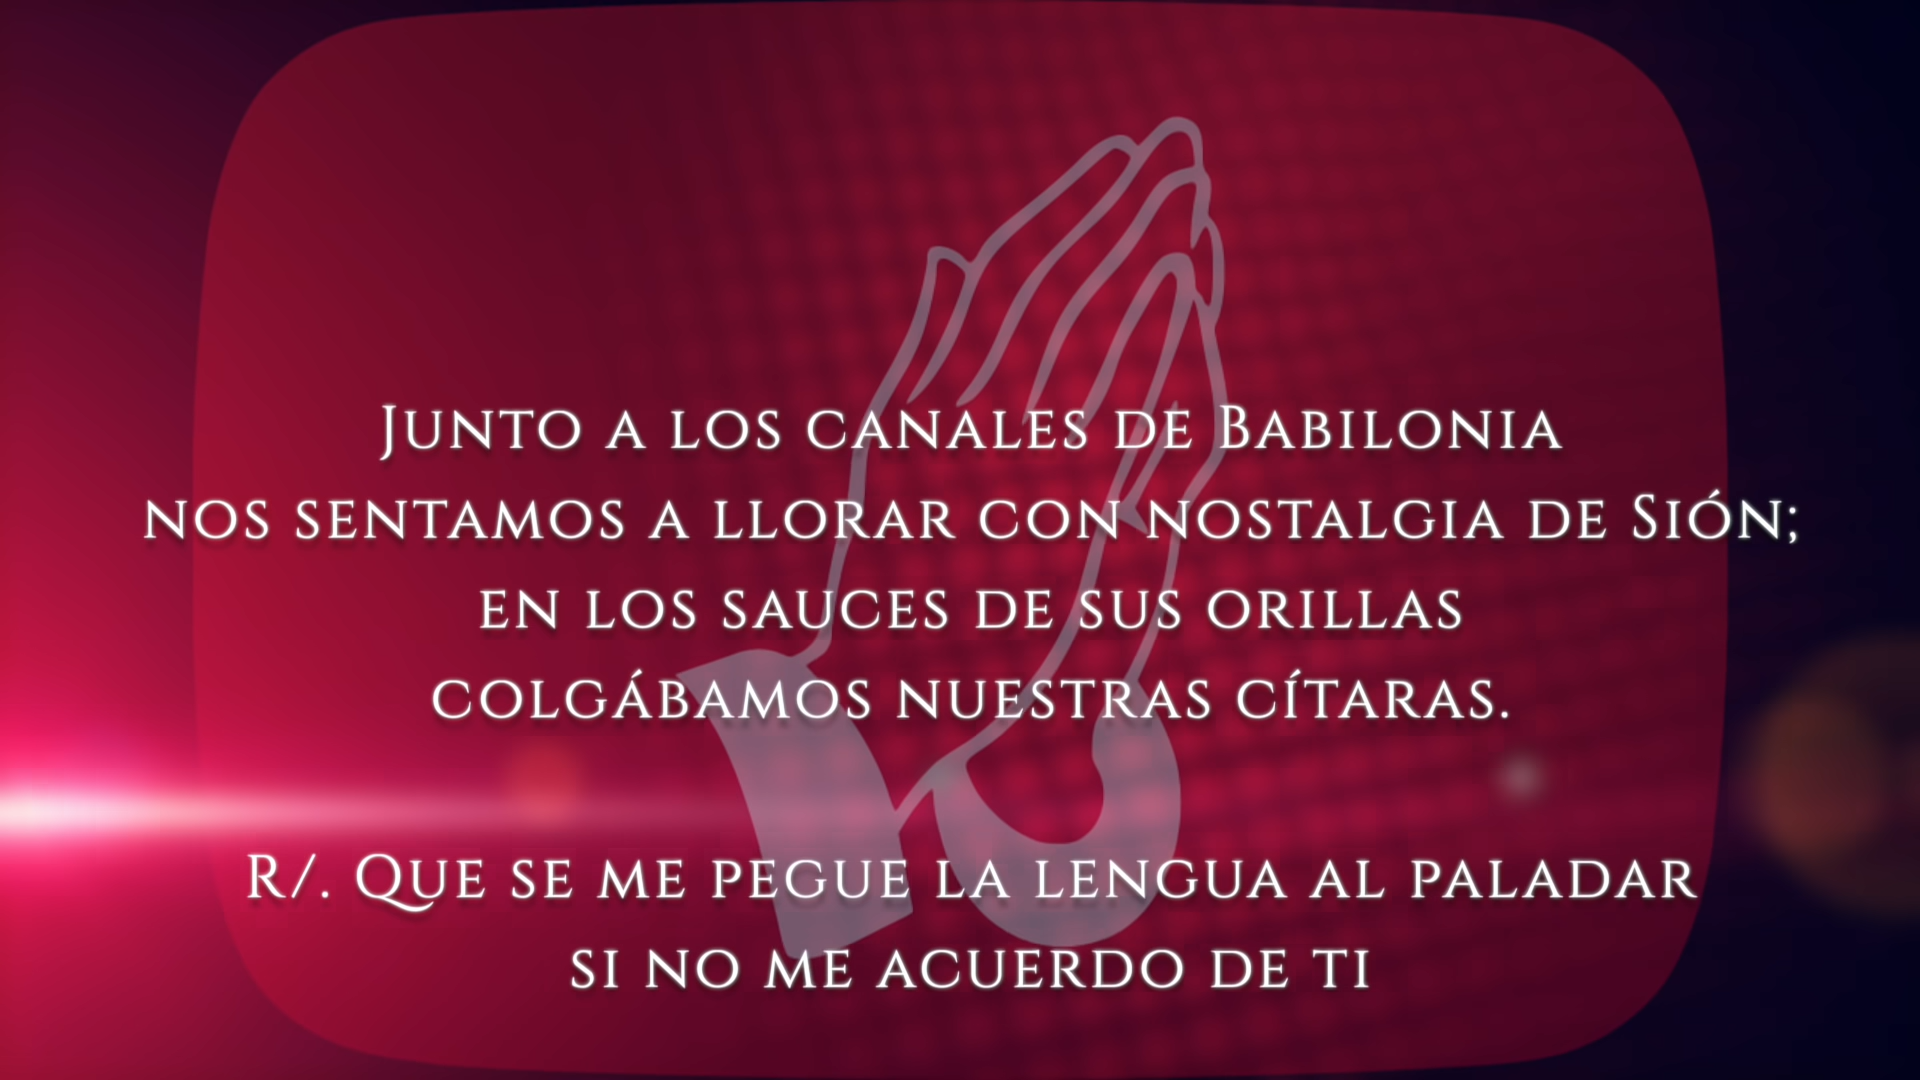 Junto a los canales de Babilonia
nos sentamos a llorar con nostalgia de Sión;
en los sauces de sus orillas
colgábamos nuestras cítaras.
R/. Que se me pegue la lengua al paladar
si no me acuerdo de ti